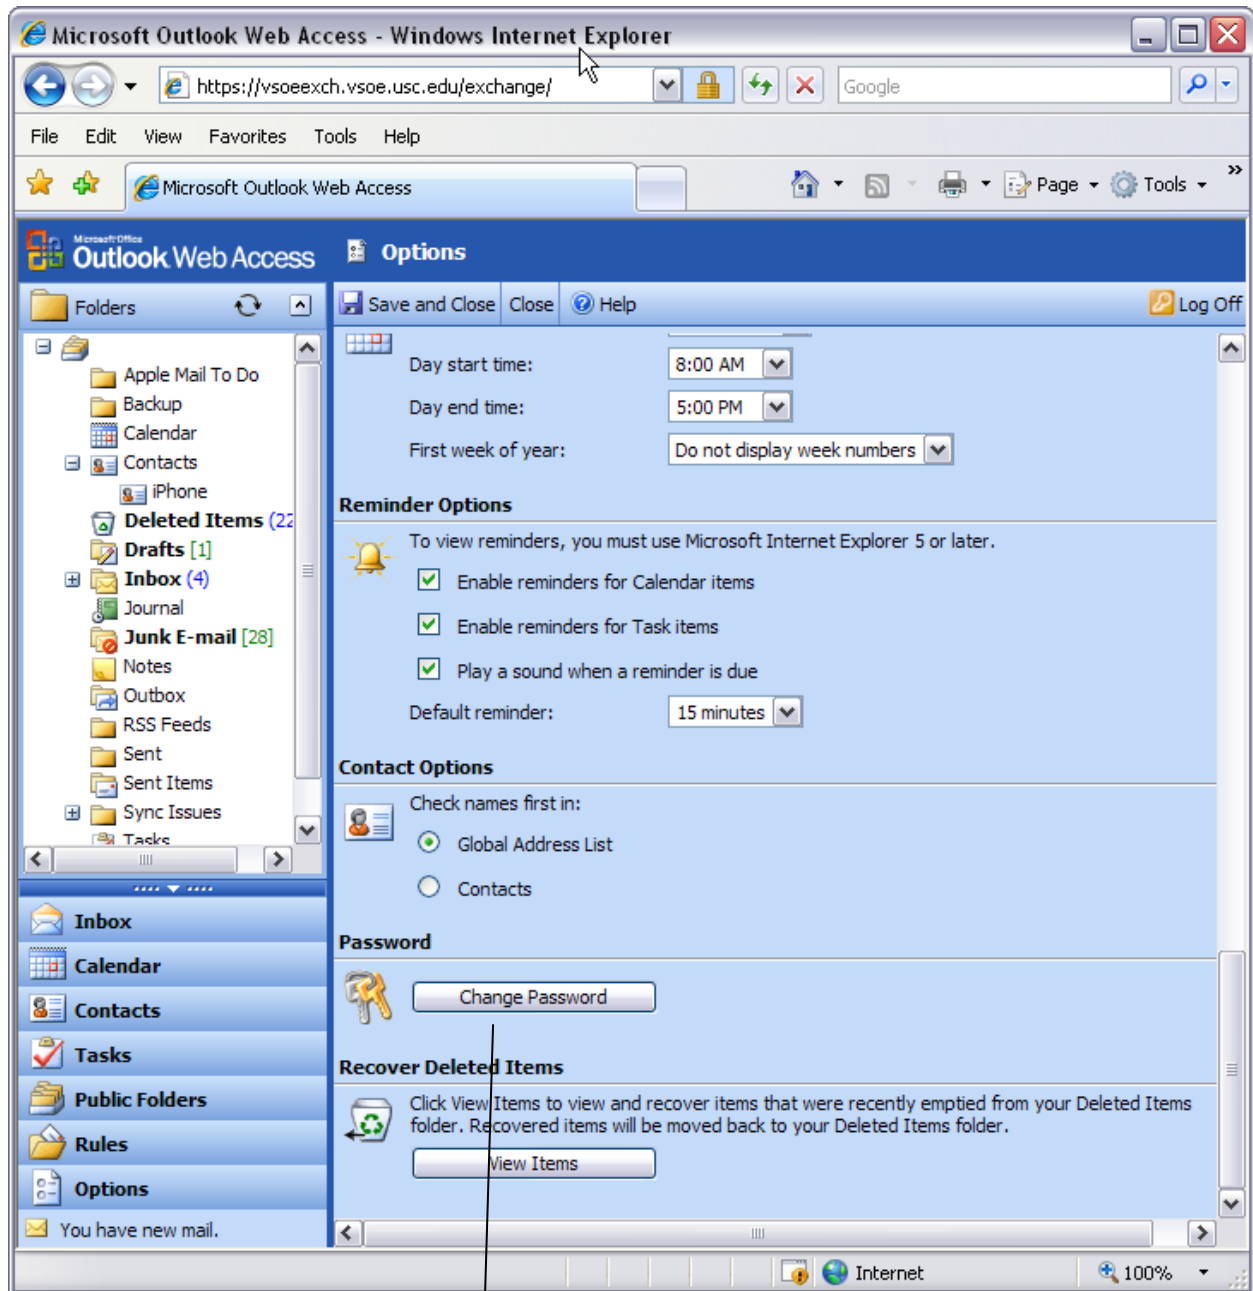 Microsoft Outlook Web Access - Windows Internet Explorer
https://vsoeexch.vsoe.usc.edu/exchange/
Google
File Edit View Favorites Tools Help
Microsoft Outlook Web Access
Page Tools
Microsoft Office
Outlook Web Access
Options
Folders
Save and Close Close Help Log Off
Apple Mail To Do
Backup
Calendar
Contacts
iPhone
Deleted Items (22
Drafts [1]
Inbox (4)
Journal
Junk E-mail [28]
Notes
Outbox
RSS Feeds
Sent
Sent Items
Sync Issues
Tasks
Inbox
Calendar
Contacts
Tasks
Public Folders
Rules
Options
You have new mail.
Day start time: 8:00 AM
Day end time: 5:00 PM
First week of year: Do not display week numbers
Reminder Options
To view reminders, you must use Microsoft Internet Explorer 5 or later.
Enable reminders for Calendar items
Enable reminders for Task items
Play a sound when a reminder is due
Default reminder: 15 minutes
Contact Options
Check names first in:
Global Address List
Contacts
Password
Change Password
Recover Deleted Items
Click View Items to view and recover items that were recently emptied from your Deleted Items
folder. Recovered items will be moved back to your Deleted Items folder.
View Items
Internet 100%